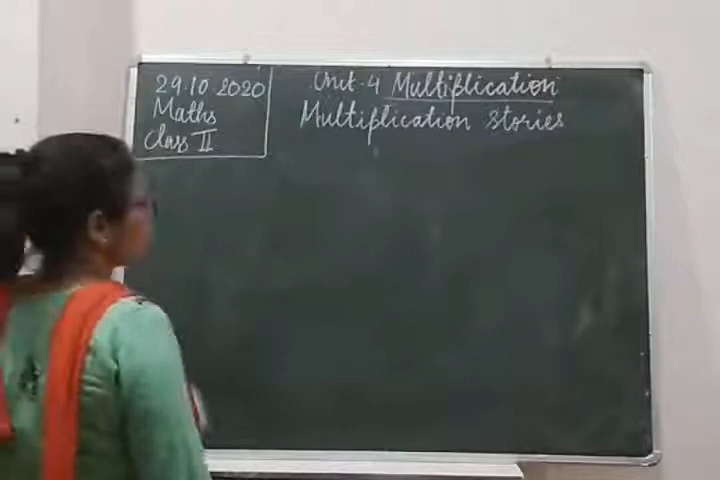 29.10 2020
Maths
Class II
Unit-4 Multiplication
Multiplication stories